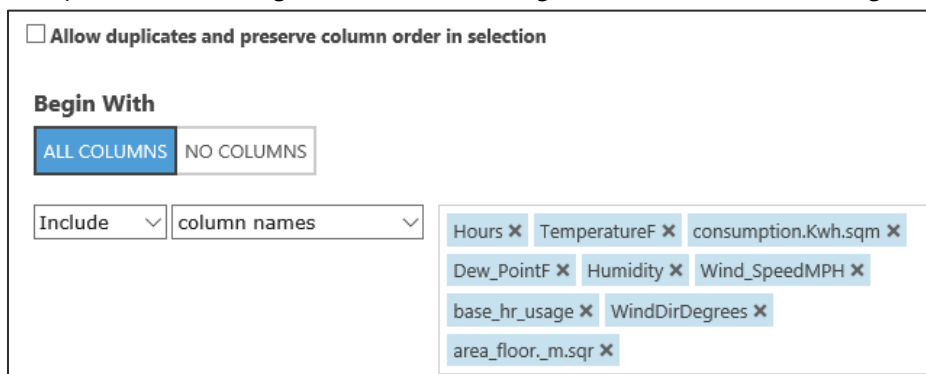 Allow duplicates and preserve column order in selection
Begin With
ALL COLUMNS NO COLUMNS
Include column names
Hours TemperatureF consumption.Kwh.sqm
Dew_PointF Humidity Wind_SpeedMPH
base_hr_usage WindDirDegrees
area_floor._m.sqr